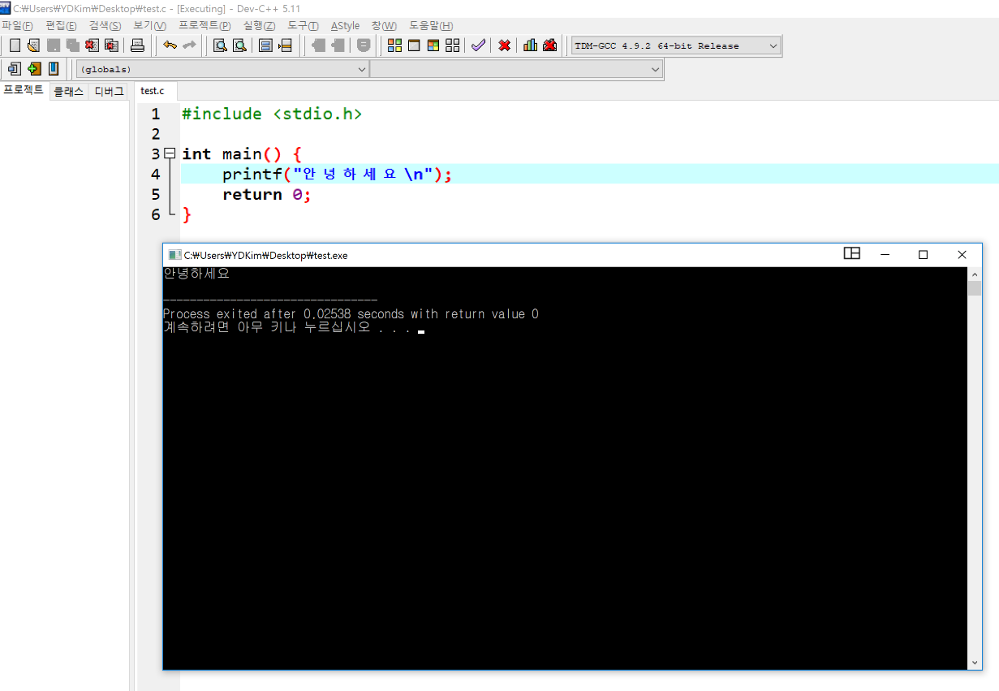 C:₩Users₩YDKim₩Desktop₩test.c - [Executing] - Dev-C++ 5.11
파일(F) 편집(E) 검색(S) 보기(V) 프로젝트(P) 실행(Z) 도구(T) AStyle 창(W) 도움말(H)
TDM-GCC 4.9.2 64-bit Release
(globals)
프로젝트 클래스 디버그 test.c
1 #include <stdio.h>
2
3 int main() {
4 printf("안녕하세요\n");
5 return 0;
6 }
C:₩Users₩YDKim₩Desktop₩test.exe
안녕하세요
--------------------------------
Process exited after 0.02538 seconds with return value 0
계속하려면 아무 키나 누르십시오 . . .